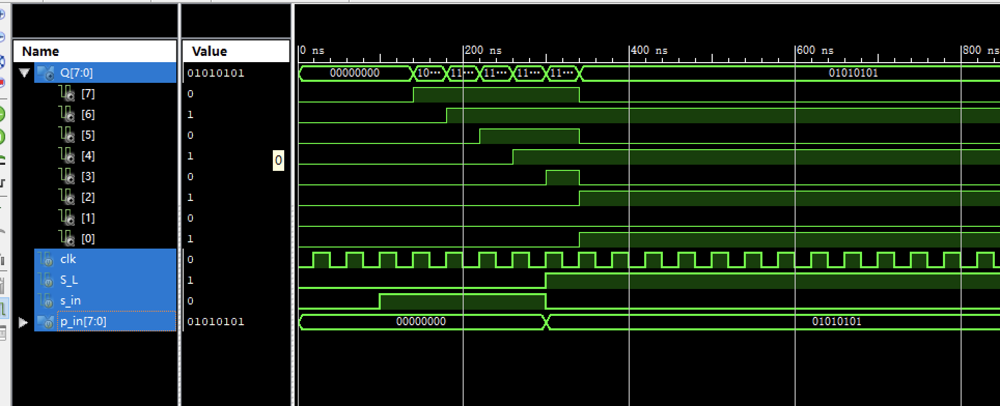 Name Value 0 ns 200 ns 400 ns 600 ns 800 ns
Q[7:0] 01010101 00000000 10... 11... 11... 11... 11... 01010101
[7] 0
[6] 1
[5] 0
[4] 1 0
[3] 0
[2] 1
[1] 0
[0] 1
clk 0
S_L 1
s_in 0
p_in[7:0] 01010101 00000000 01010101